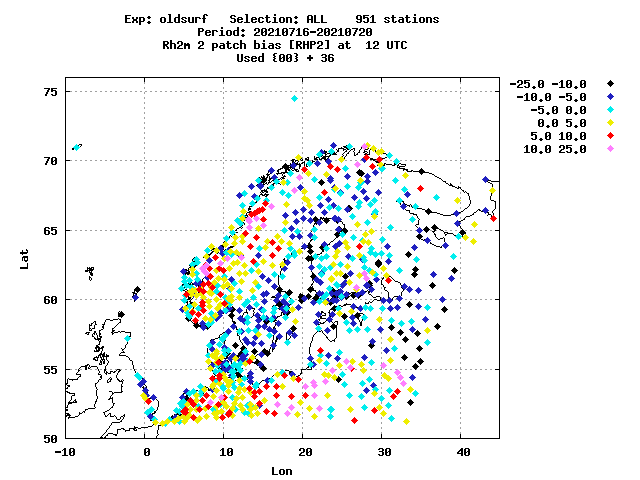 Exp: oldsurf   Selection: ALL    951 stations
Period: 20210716-20210720
Rh2m 2 patch bias [RHP2] at  12 UTC
Used {00} + 36
-25.0 -10.0
-10.0 -5.0
-5.0 0.0
0.0 5.0
5.0 10.0
10.0 25.0
75
70
65
60
55
50
Lat
-10 0 10 20 30 40
Lon